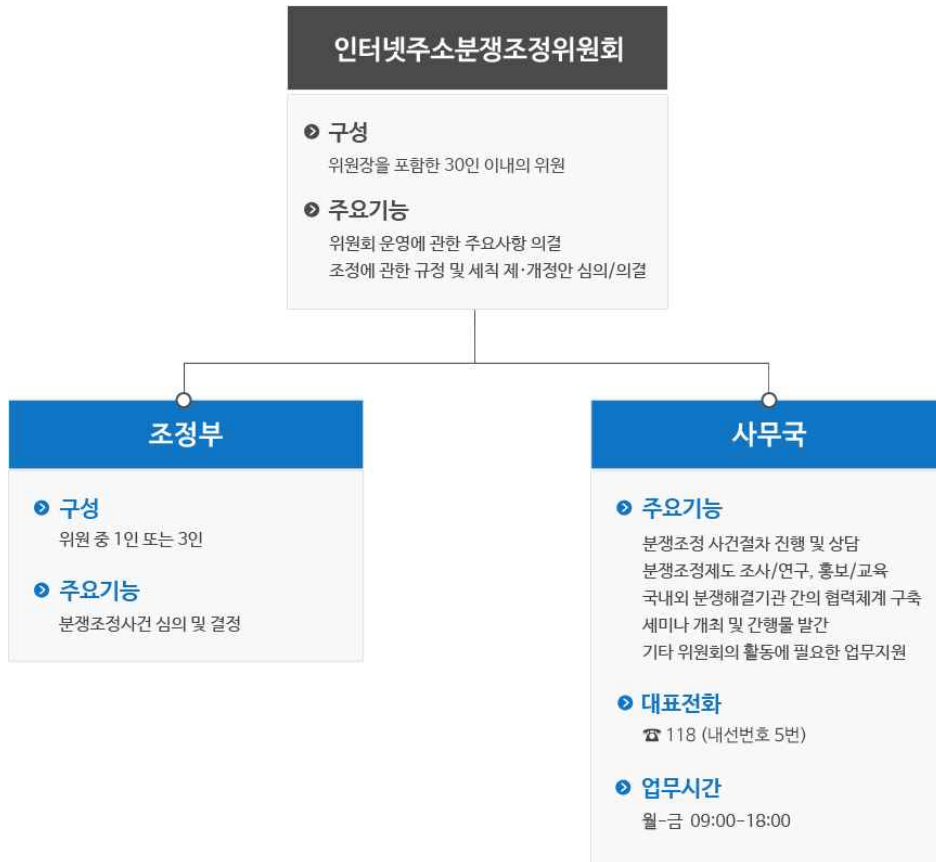 인터넷주소분쟁조정위원회
구성
위원장을 포함한 30인 이내의 위원
주요기능
위원회 운영에 관한 주요사항 의결
조정에 관한 규정 및 세칙 제·개정안 심의/의결
조정부
구성
위원 중 1인 또는 3인
주요기능
분쟁조정사건 심의 및 결정
사무국
주요기능
분쟁조정 사건절차 진행 및 상담
분쟁조정제도 조사/연구, 홍보/교육
국내외 분쟁해결기관 간의 협력체계 구축
세미나 개최 및 간행물 발간
기타 위원회의 활동에 필요한 업무지원
대표전화
☎ 118 (내선번호 5번)
업무시간
월-금 09:00-18:00